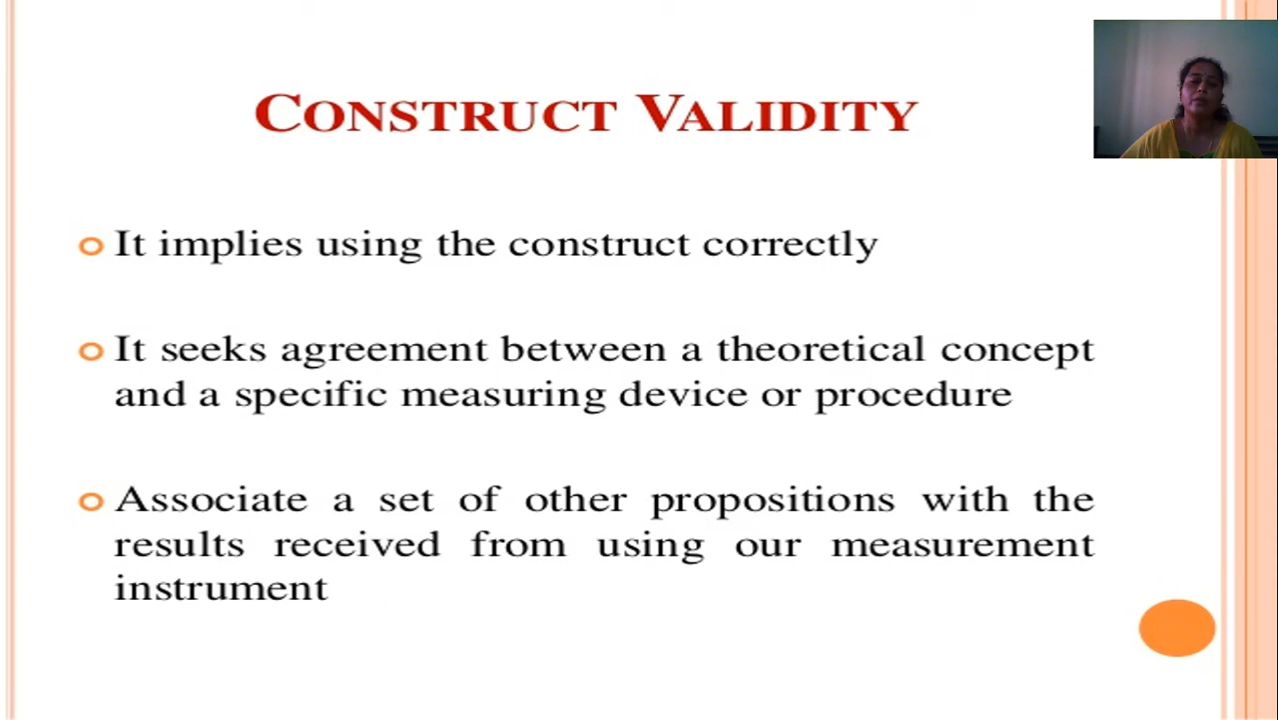 CONSTRUCT VALIDITY
It implies using the construct correctly
It seeks agreement between a theoretical concept
and a specific measuring device or procedure
Associate a set of other propositions with the
results received from using our measurement
instrument